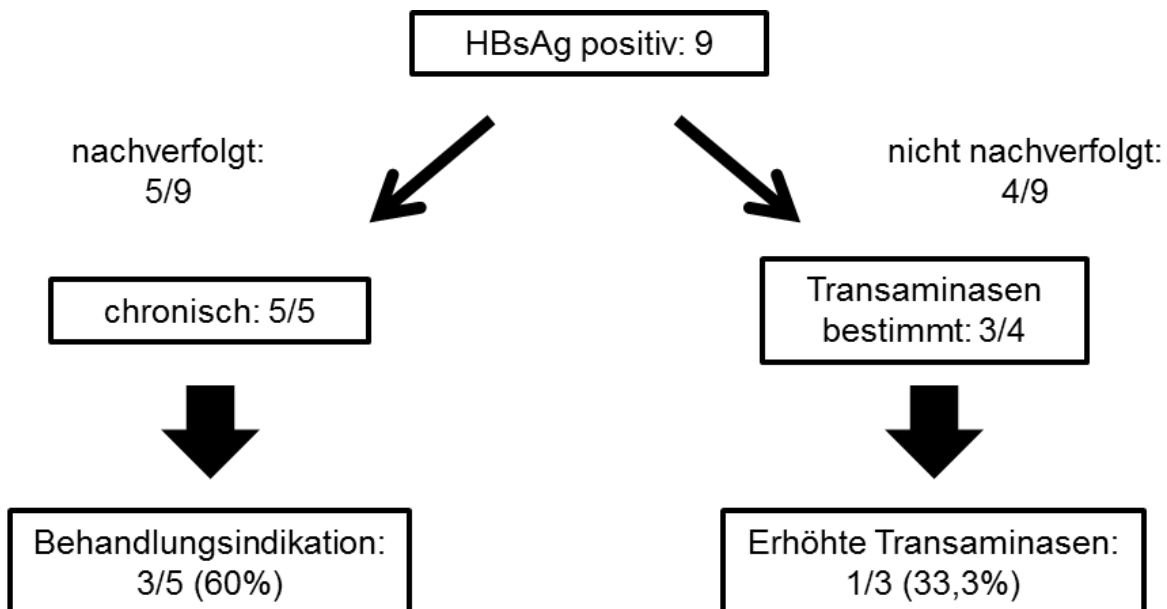 HBsAg positiv: 9
nachverfolgt:
5/9
nicht nachverfolgt:
4/9
chronisch: 5/5
Transaminasen
bestimmt: 3/4
Behandlungsindikation:
3/5 (60%)
Erhöhte Transaminasen:
1/3 (33,3%)